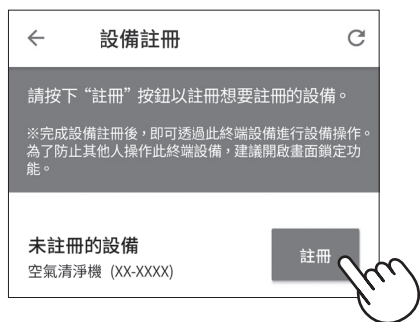 設備註冊
請按下“註冊”按鈕以註冊想要註冊的設備。
※完成設備註冊後，即可透過此終端設備進行設備操作。
為了防止其他人操作此終端設備，建議開啟畫面鎖定功
能。
未註冊的設備
空氣清淨機 (XX-XXXX)
註冊